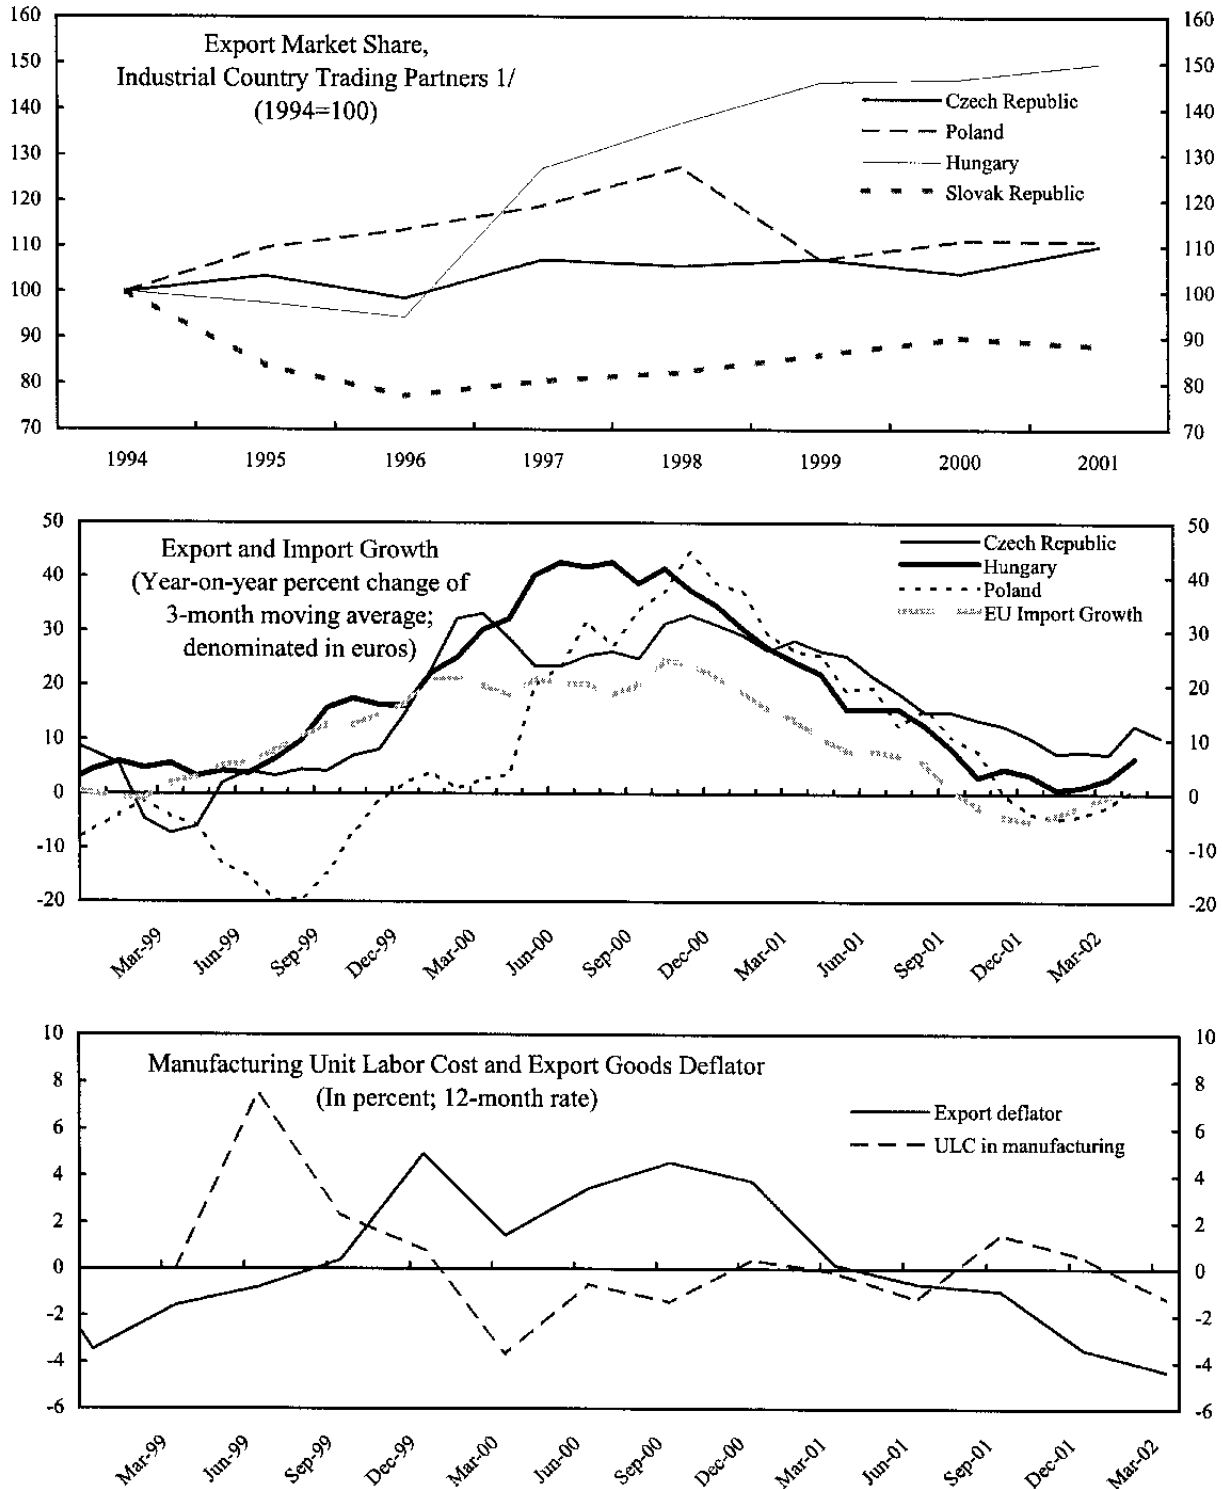 160
150
140
130
120
110
100
90
80
70
Export Market Share,
Industrial Country Trading Partners 1/
(1994=100)
Czech Republic
Poland
Hungary
Slovak Republic
160
150
140
130
120
110
100
90
80
70
1994 1995 1996 1997 1998 1999 2000 2001
50
40
30
20
10
0
-10
-20
Export and Import Growth
(Year-on-year percent change of
3-month moving average;
denominated in euros)
Czech Republic
Hungary
Poland
EU Import Growth
50
40
30
20
10
0
-10
-20
Mar-99 Jun-99 Sep-99 Dec-99 Mar-00 Jun-00 Sep-00 Dec-00 Mar-01 Jun-01 Sep-01 Dec-01 Mar-02
10
8
6
4
2
0
-2
-4
-6
Manufacturing Unit Labor Cost and Export Goods Deflator
(In percent; 12-month rate)
Export deflator
ULC in manufacturing
10
8
6
4
2
0
-2
-4
-6
Mar-99 Jun-99 Sep-99 Dec-99 Mar-00 Jun-00 Sep-00 Dec-00 Mar-01 Jun-01 Sep-01 Dec-01 Mar-02